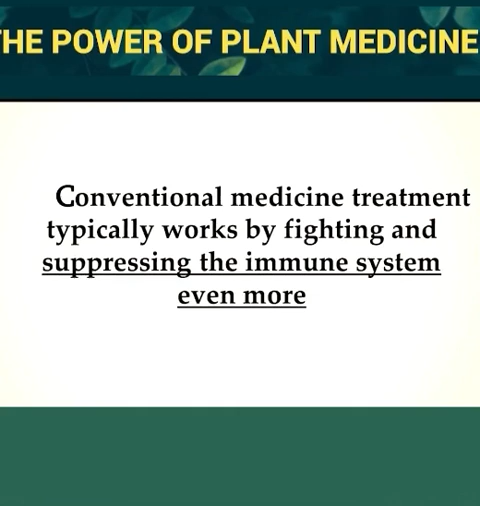 THE POWER OF PLANT MEDICINE
Conventional medicine treatment
typically works by fighting and
suppressing the immune system
even more